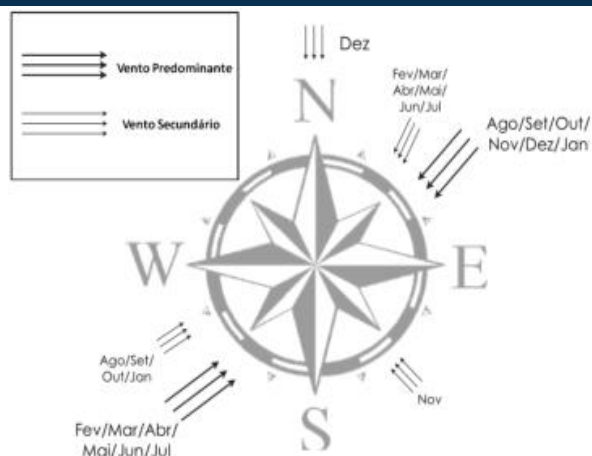 Vento Predominante
Vento Secundário
Dez
N
Fev/Mar/
Abr/Mai/
Jun/Jul
Ago/Set/Out/
Nov/Dez/Jan
W
E
Ago/Set/
Out/Jan
Fev/Mar/Abr/
Mai/Jun/Jul
Nov
S